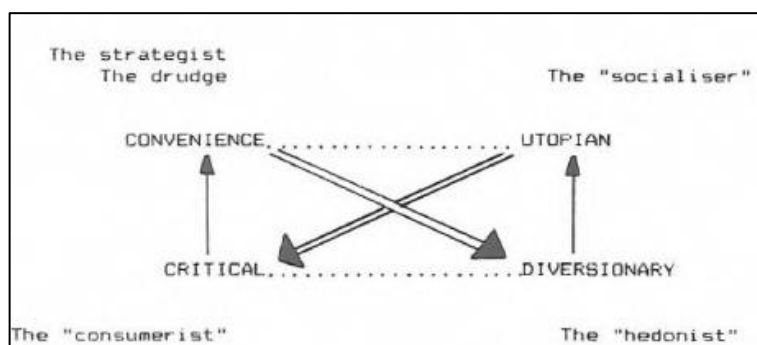 The strategist
The drudge
The "socialiser"
CONVENIENCE
UTOPIAN
CRITICAL
DIVERSIONARY
The "consumerist"
The "hedonist"